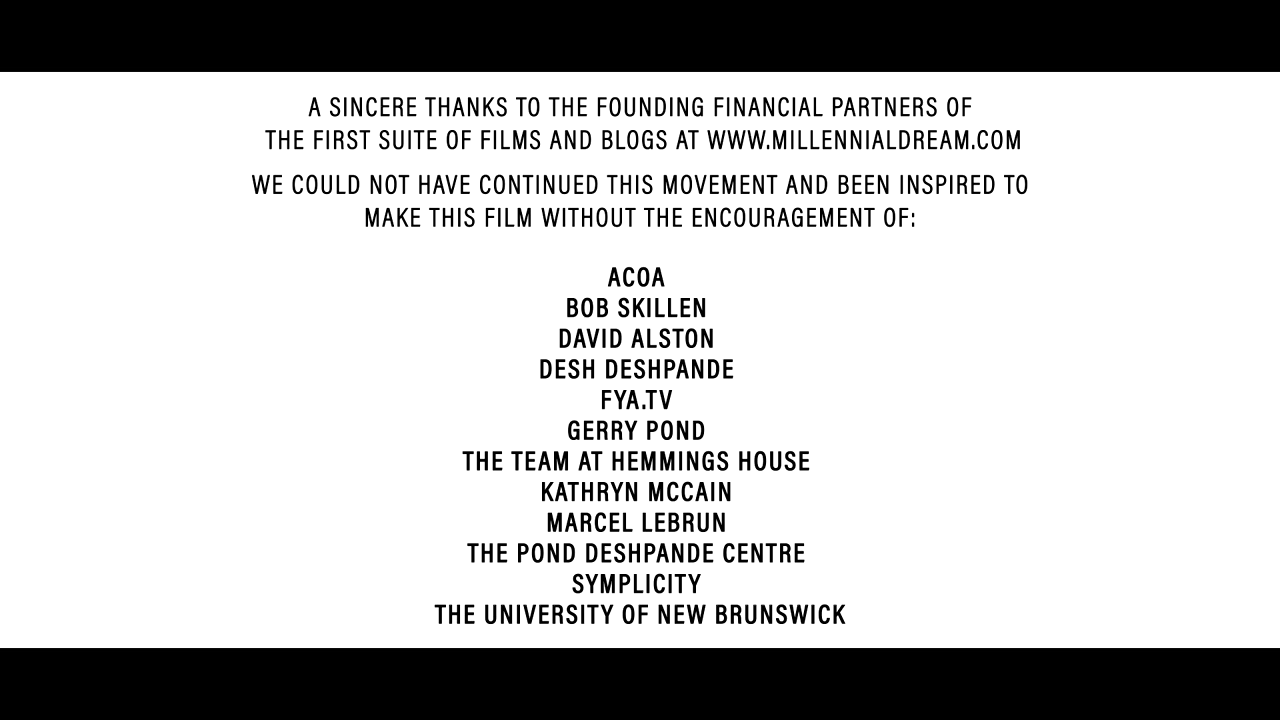 A SINCERE THANKS TO THE FOUNDING FINANCIAL PARTNERS OF
THE FIRST SUITE OF FILMS AND BLOGS AT WWW.MILLENNIALDREAM.COM
WE COULD NOT HAVE CONTINUED THIS MOVEMENT AND BEEN INSPIRED TO
MAKE THIS FILM WITHOUT THE ENCOURAGEMENT OF:
ACOA
BOB SKILLEN
DAVID ALSTON
DESH DESHPANDE
FYA.TV
GERRY POND
THE TEAM AT HEMMINGS HOUSE
KATHRYN MCCAIN
MARCEL LEBRUN
THE POND DESHPANDE CENTRE
SYMPLICITY
THE UNIVERSITY OF NEW BRUNSWICK